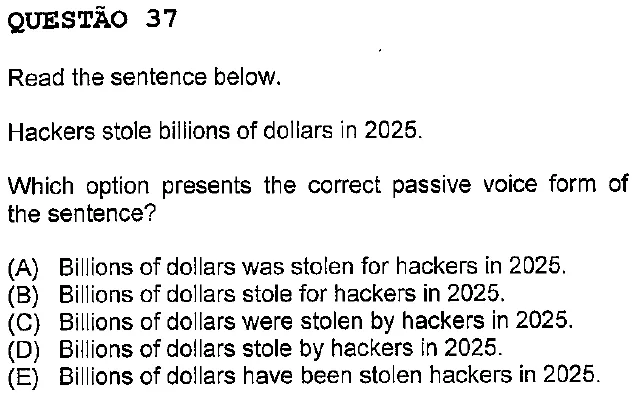 QUESTÃO 37
Read the sentence below.
Hackers stole billions of dollars in 2025.
Which option presents the correct passive voice form of
the sentence?
(A) Billions of dollars was stolen for hackers in 2025.
(B) Billions of dollars stole for hackers in 2025.
(C) Billions of dollars were stolen by hackers in 2025.
(D) Billions of dollars stole by hackers in 2025.
(E) Billions of dollars have been stolen hackers in 2025.